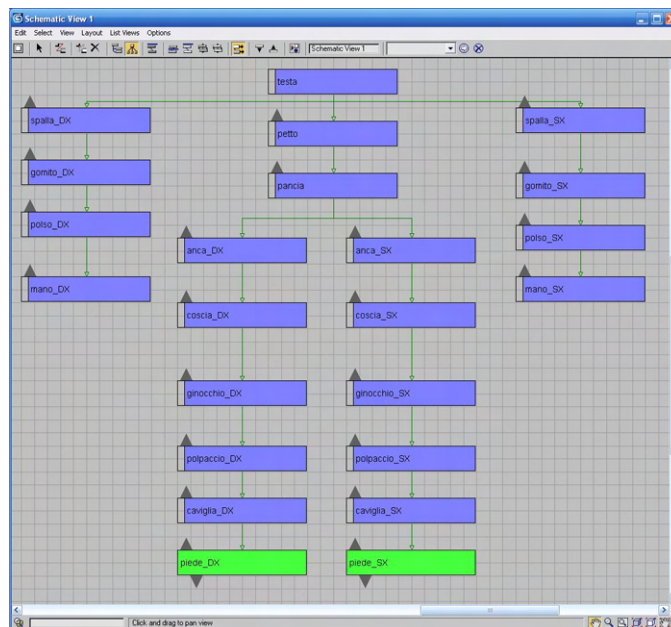 Schematic View 1
Edit Select View Layout List Views Options
Schematic View 1
testa
spalla_DX
spalla_SX
petto
gomito_DX
pancia
gomito_SX
polso_DX
polso_SX
anca_DX
anca_SX
mano_DX
mano_SX
coscia_DX
coscia_SX
ginocchio_DX
ginocchio_SX
polpaccio_DX
polpaccio_SX
caviglia_DX
caviglia_SX
piede_DX
piede_SX
Click and drag to pan view